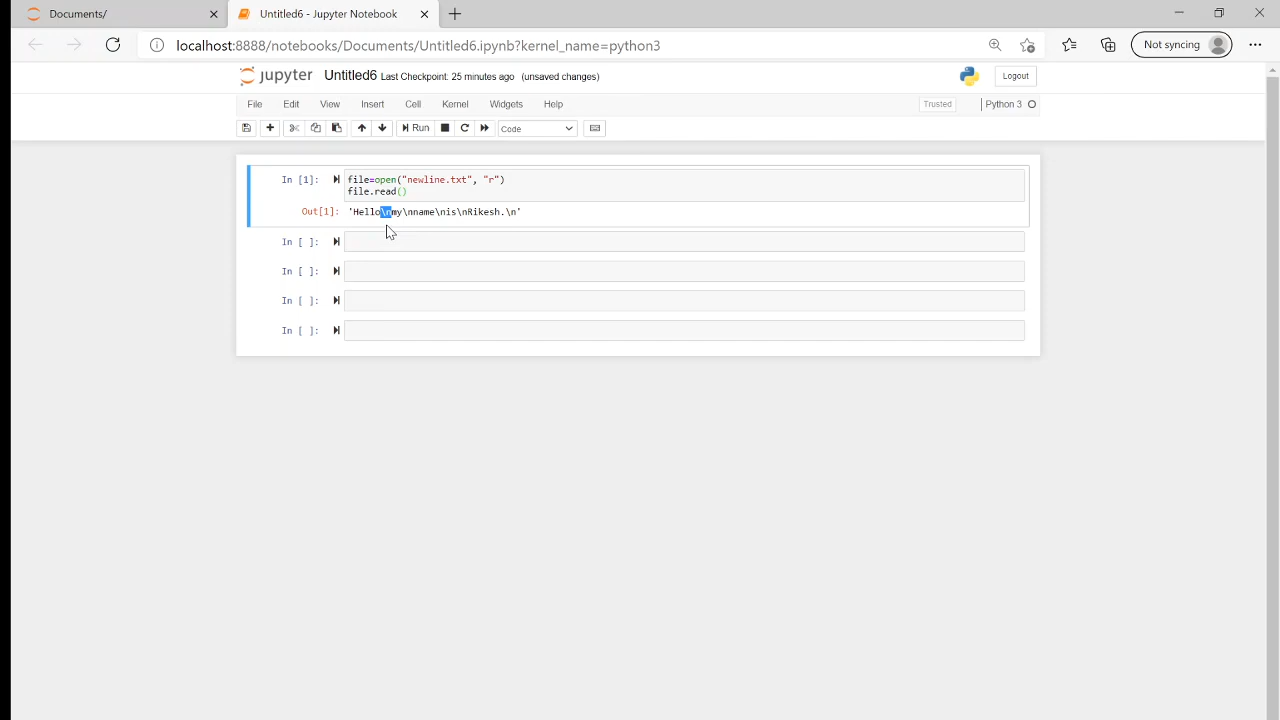 Documents/
Untitled6 - Jupyter Notebook
localhost:8888/notebooks/Documents/Untitled6.ipynb?kernel_name=python3
Not syncing
jupyter Untitled6 Last Checkpoint: 25 minutes ago (unsaved changes)
Logout
File Edit View Insert Cell Kernel Widgets Help
Trusted
Python 3
Run
Code
In [1]: file=open("newline.txt", "r")
file.read()
Out[1]: 'Hello\nmy\nname\nis\nRikesh.\n'
In [ ]:
In [ ]:
In [ ]:
In [ ]: